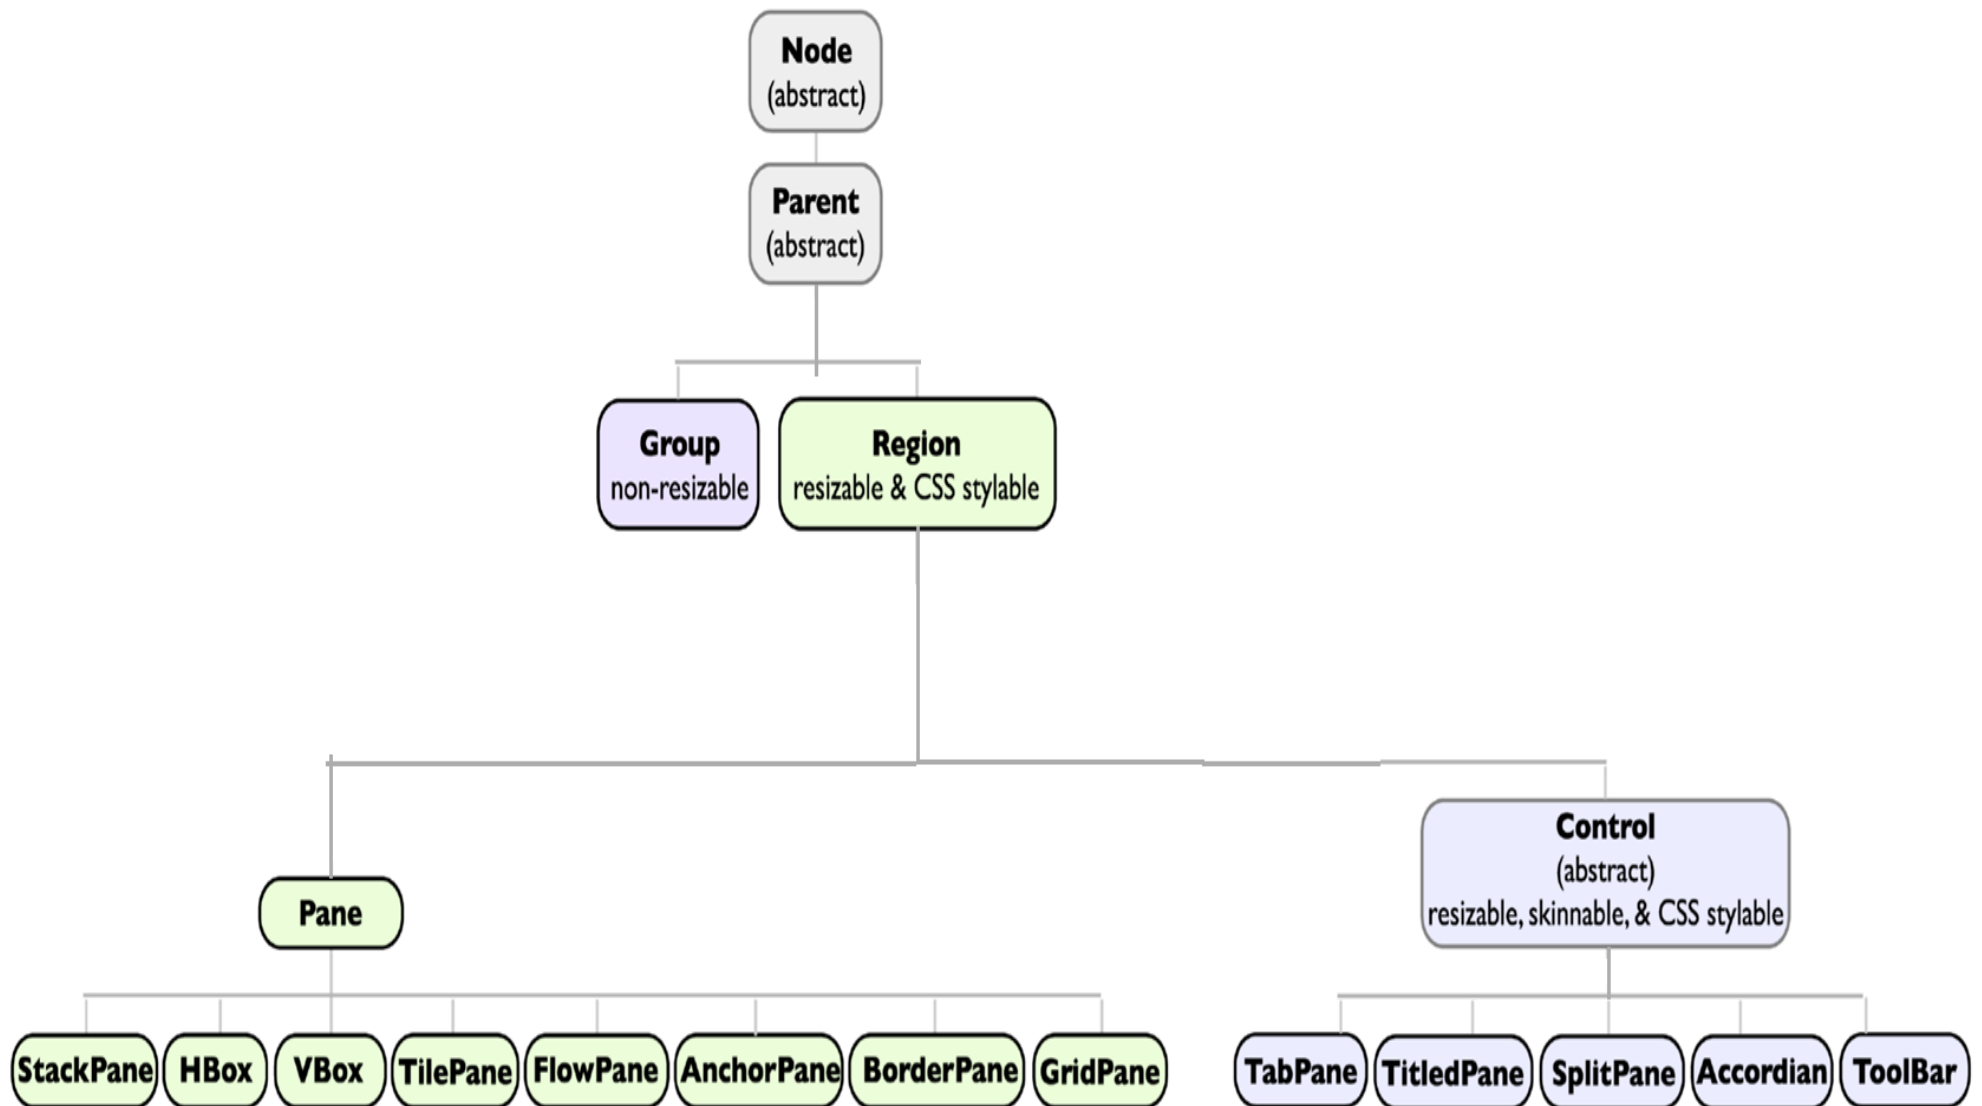 Node
(abstract)
Parent
(abstract)
Group
non-resizable
Region
resizable & CSS stylable
Control
(abstract)
resizable, skinnable, & CSS stylable
Pane
StackPane
HBox
VBox
TilePane
FlowPane
AnchorPane
BorderPane
GridPane
TabPane
TitledPane
SplitPane
Accordian
ToolBar